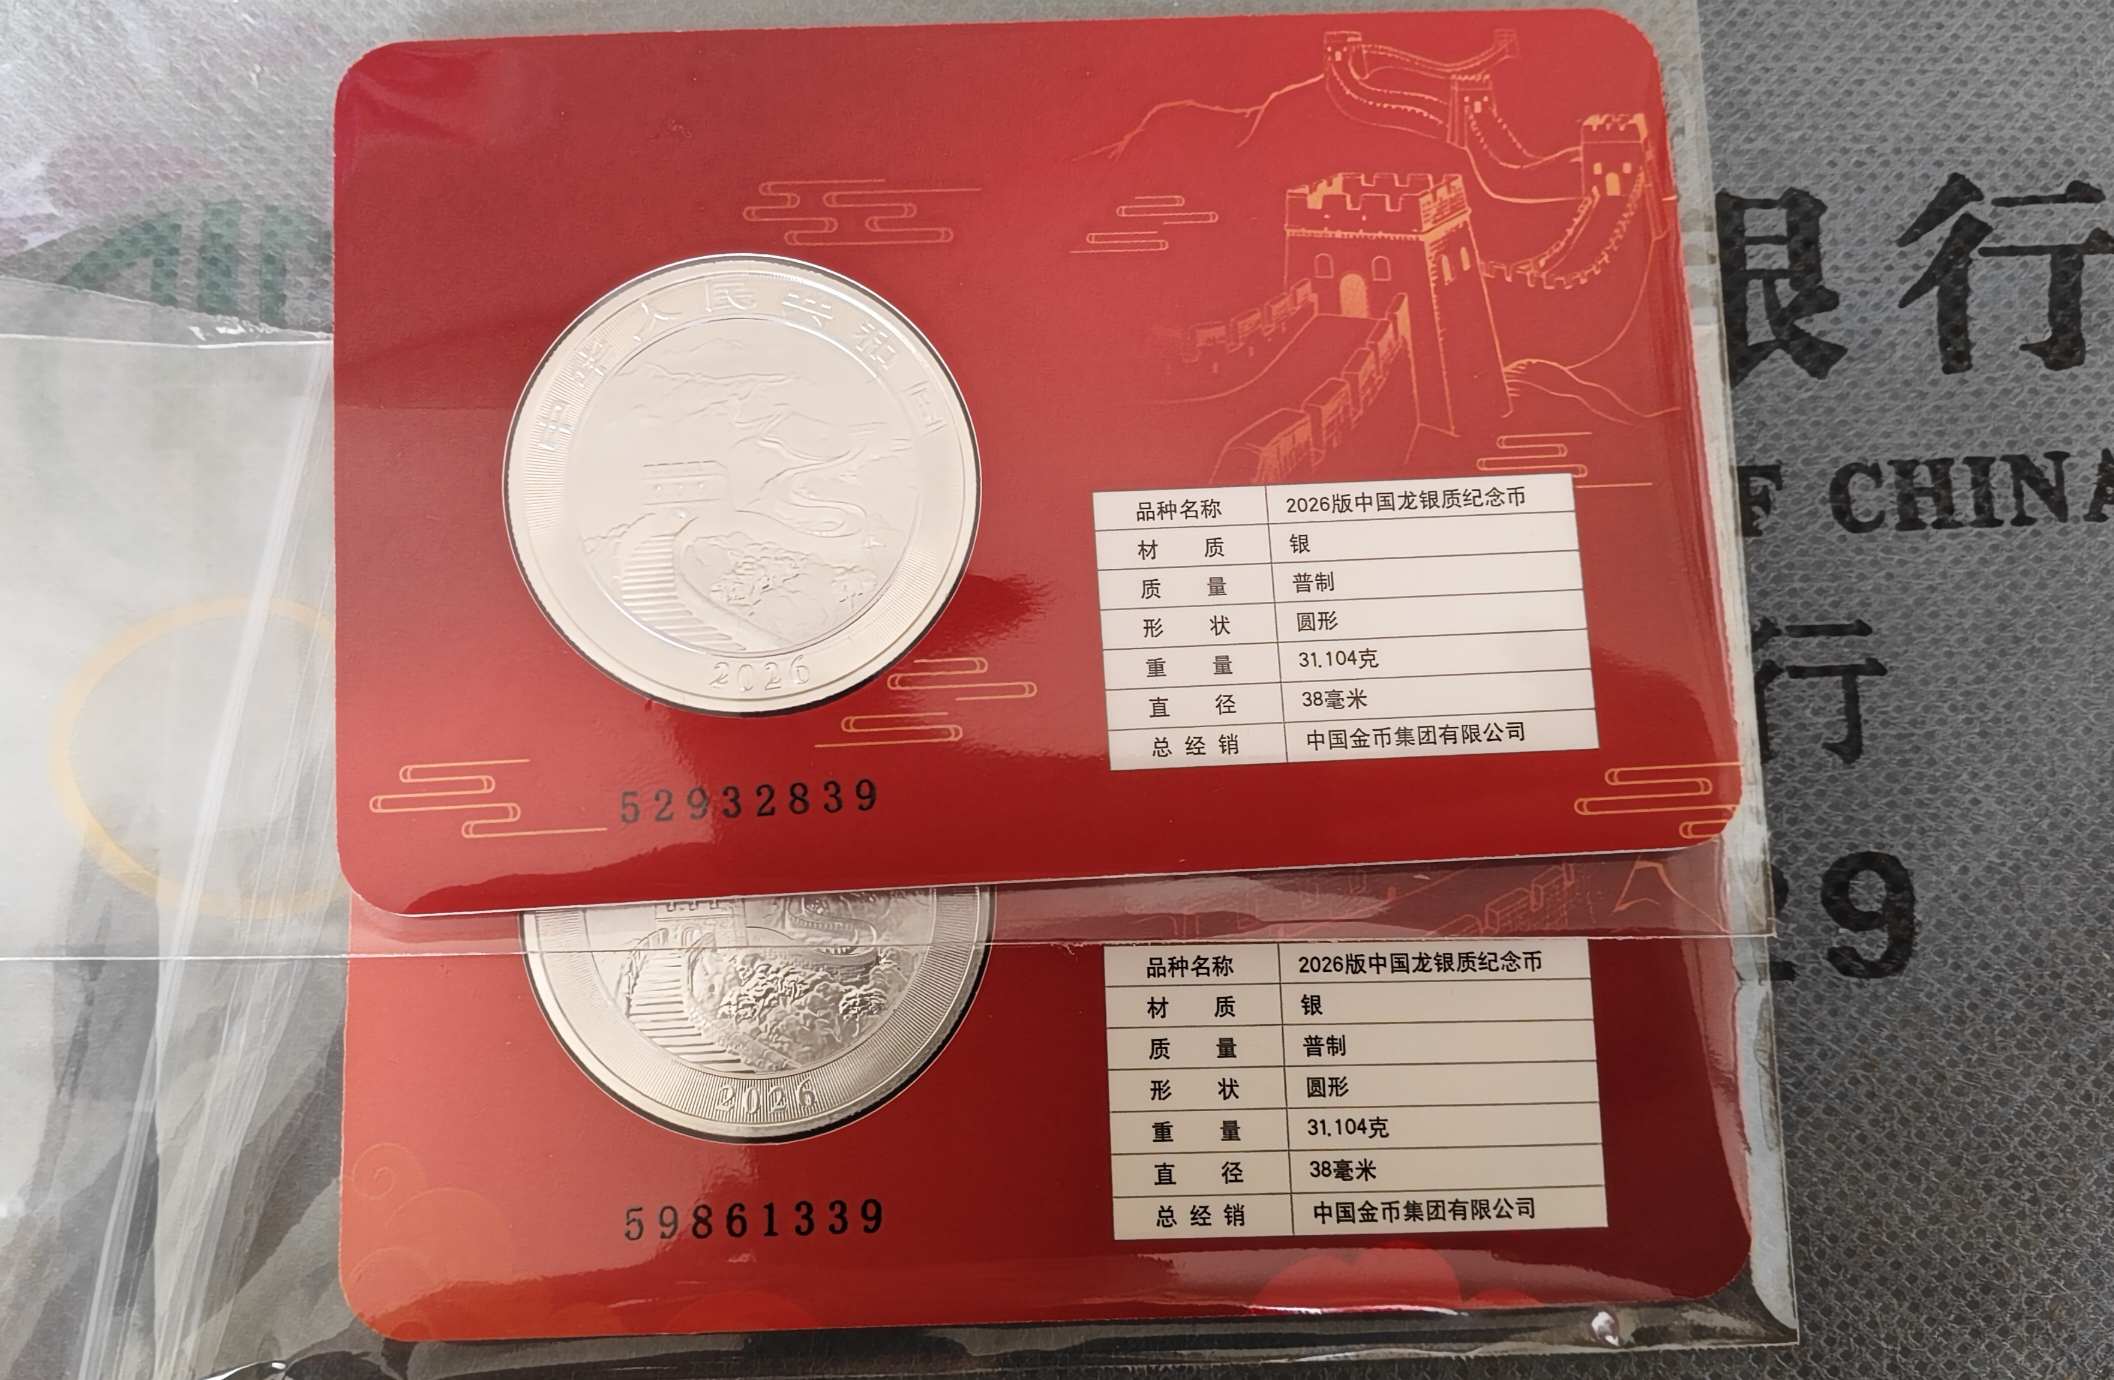 中华人民共和国
2026
品种名称 2026版中国龙银质纪念币
材 质 银
质 量 普制
形 状 圆形
重 量 31.104克
直 径 38毫米
总经销 中国金币集团有限公司
52932839
2026
品种名称 2026版中国龙银质纪念币
材 质 银
质 量 普制
形 状 圆形
重 量 31.104克
直 径 38毫米
总经销 中国金币集团有限公司
59861339
银行
F CHINA
行
29